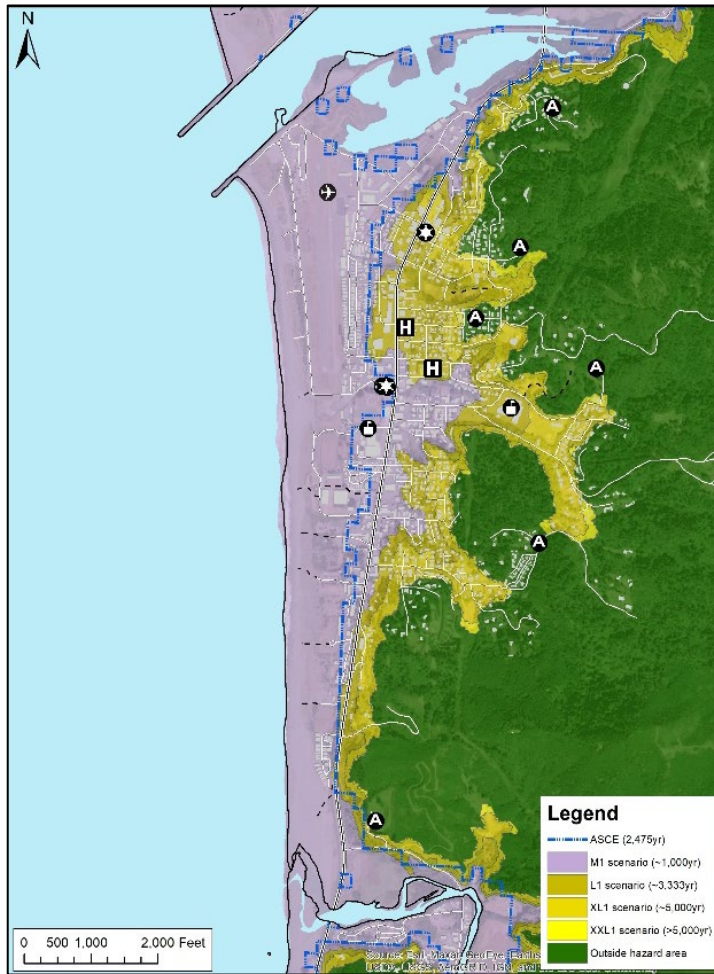 N
A
A
A
H
A
H
A
A
Legend
ASCE (2,475yr)
M1 scenario (~1,000yr)
L1 scenario (~3,333yr)
XL1 scenario (~5,000yr)
XXL1 scenario (>5,000yr)
Outside hazard area
0 500 1,000 2,000 Feet